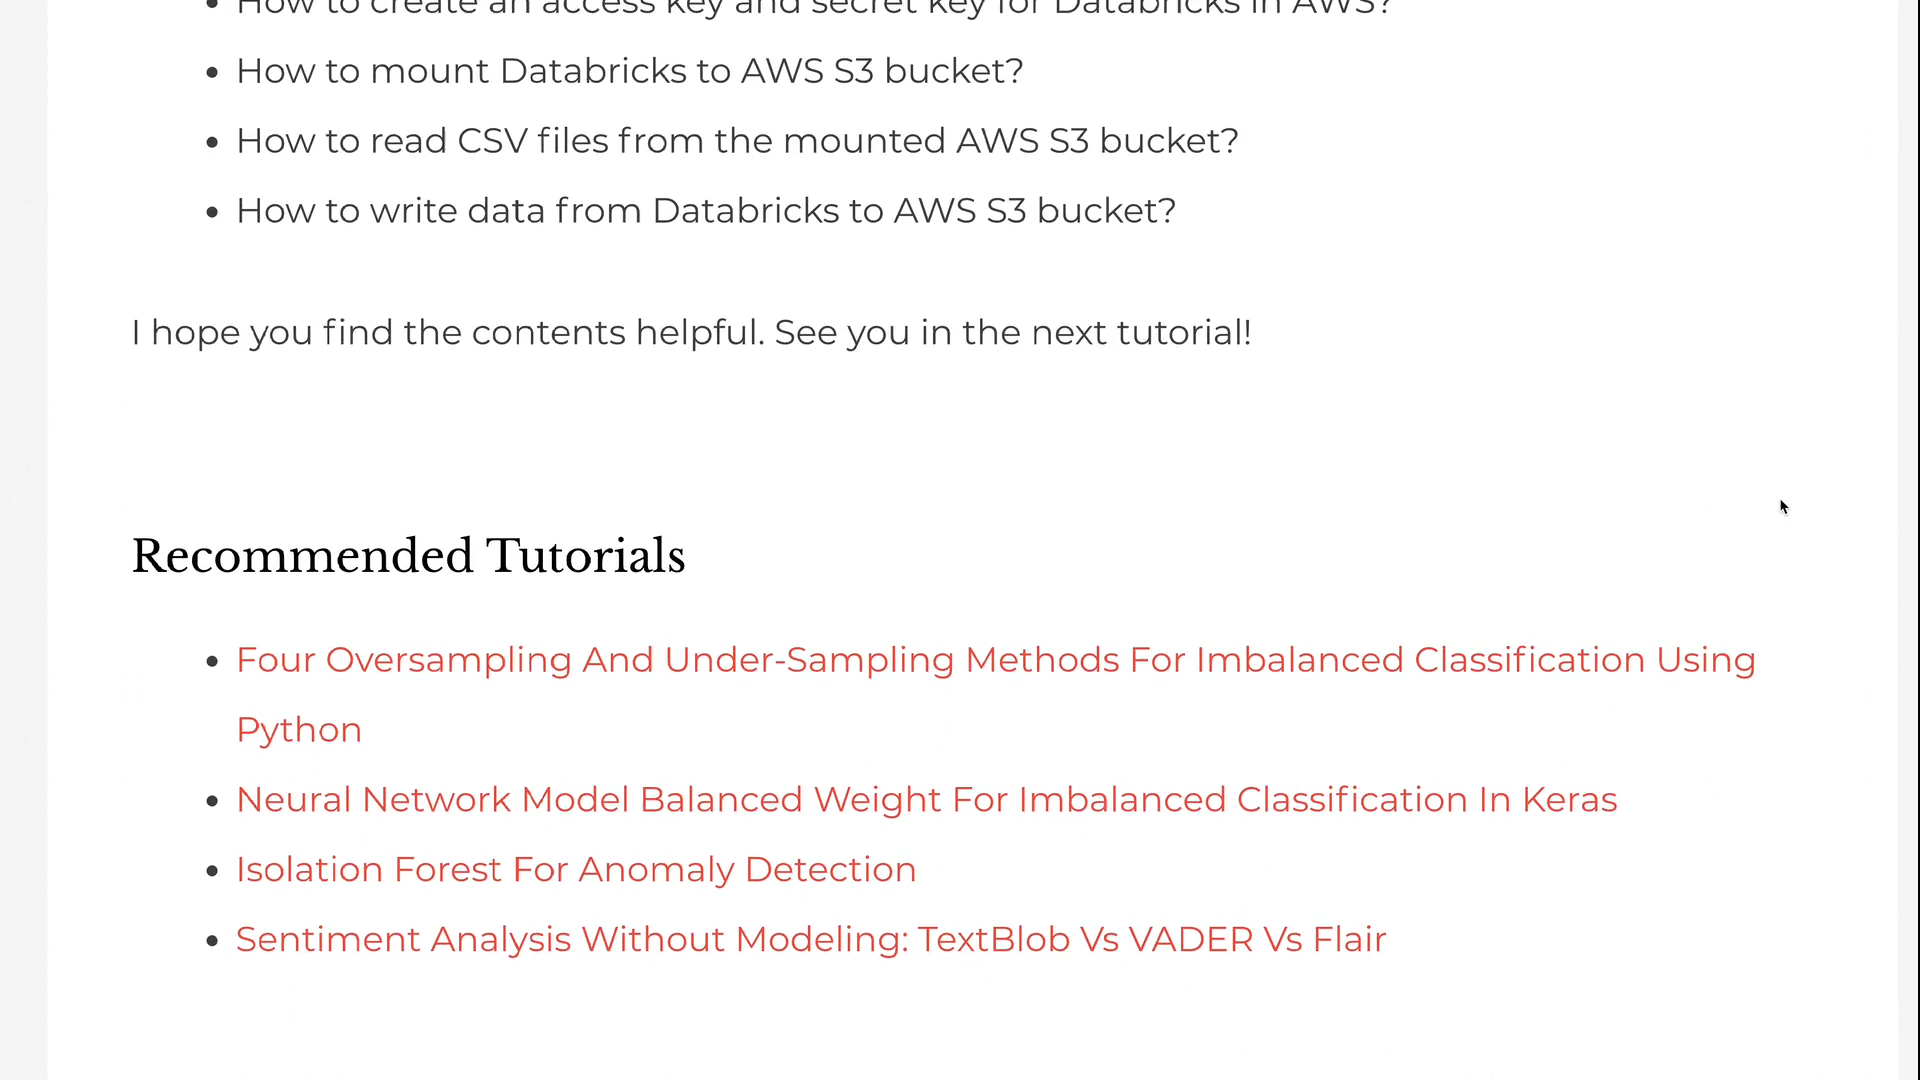 How to create an access key and secret key for Databricks in AWS?
How to mount Databricks to AWS S3 bucket?
How to read CSV files from the mounted AWS S3 bucket?
How to write data from Databricks to AWS S3 bucket?
I hope you find the contents helpful. See you in the next tutorial!
Recommended Tutorials
Four Oversampling And Under-Sampling Methods For Imbalanced Classification Using
Python
Neural Network Model Balanced Weight For Imbalanced Classification In Keras
Isolation Forest For Anomaly Detection
Sentiment Analysis Without Modeling: TextBlob Vs VADER Vs Flair